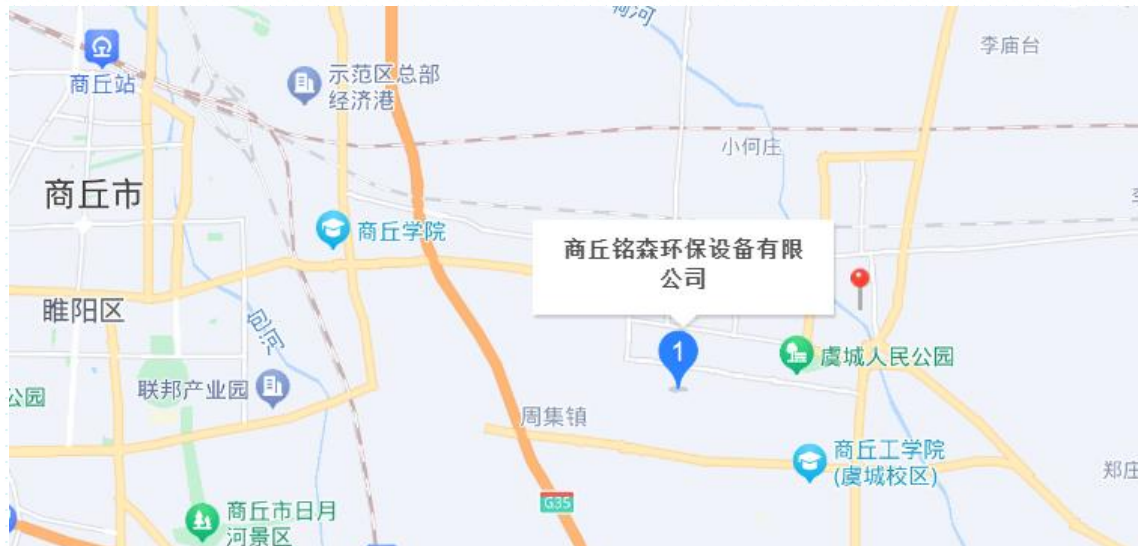 李庙台
商丘站
示范区总部
经济港
小何庄
商丘市
商丘学院
商丘铭森环保设备有限
公司
睢阳区
1
虞城人民公园
公园
联邦产业园
周集镇
商丘工学院
(虞城校区)
郑庄
G35
商丘市日月
河景区